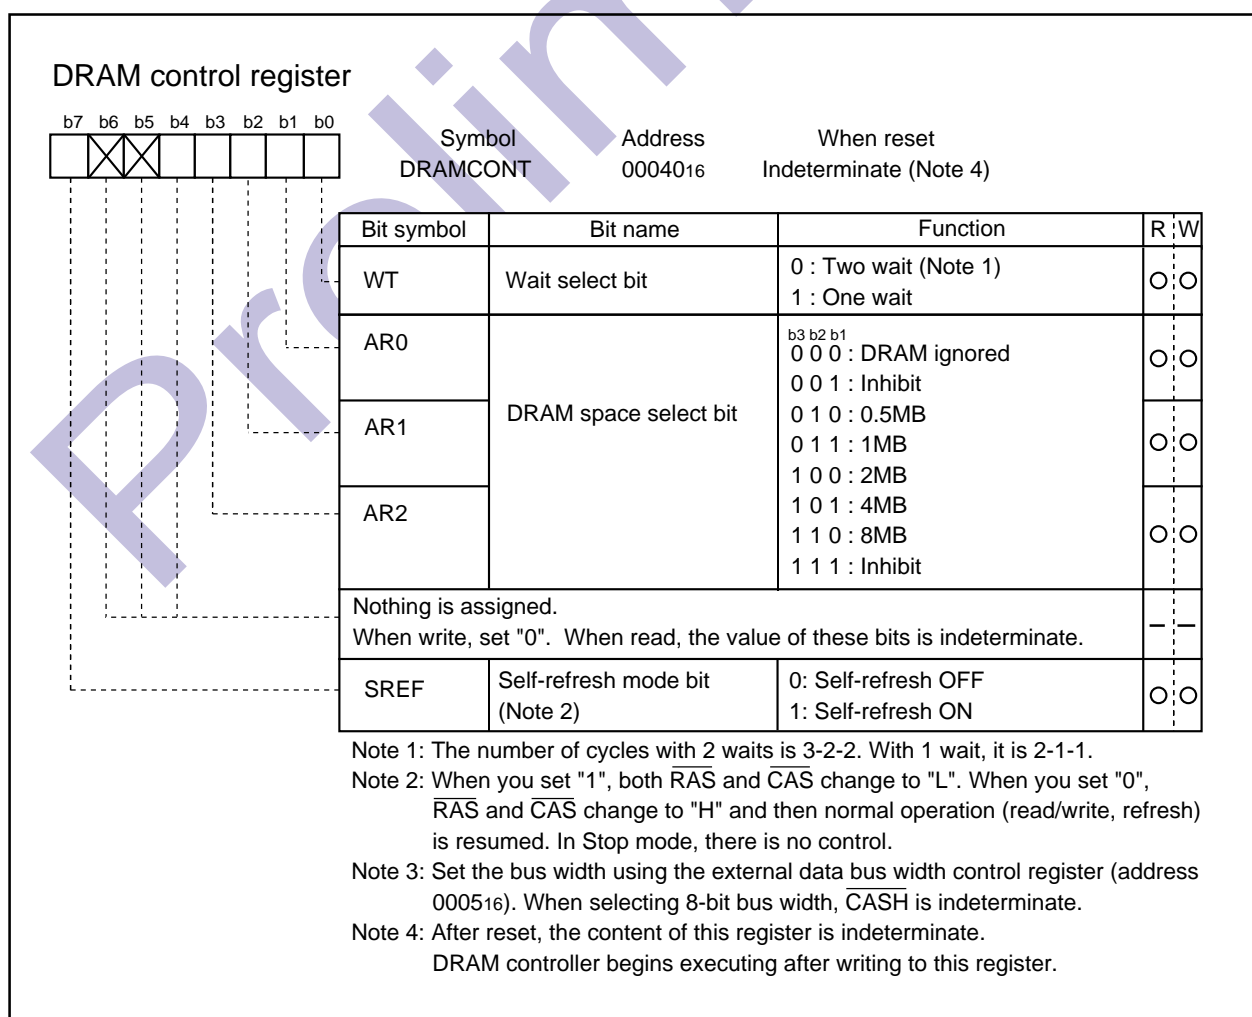 Prelim
DRAM control register
b7 b6 b5 b4 b3 b2 b1 b0
Symbol Address When reset
DRAMCONT 0004016 Indeterminate (Note 4)
Bit symbol Bit name Function R W
WT Wait select bit 0 : Two wait (Note 1)
1 : One wait
AR0
AR1
AR2
DRAM space select bit
b3 b2 b1
0 0 0 : DRAM ignored
0 0 1 : Inhibit
0 1 0 : 0.5MB
0 1 1 : 1MB
1 0 0 : 2MB
1 0 1 : 4MB
1 1 0 : 8MB
1 1 1 : Inhibit
Nothing is assigned.
When write, set "0". When read, the value of these bits is indeterminate.
SREF Self-refresh mode bit
(Note 2)
0: Self-refresh OFF
1: Self-refresh ON
Note 1: The number of cycles with 2 waits is 3-2-2. With 1 wait, it is 2-1-1.
Note 2: When you set "1", both RAS and CAS change to "L". When you set "0",
RAS and CAS change to "H" and then normal operation (read/write, refresh)
is resumed. In Stop mode, there is no control.
Note 3: Set the bus width using the external data bus width control register (address
000516). When selecting 8-bit bus width, CASH is indeterminate.
Note 4: After reset, the content of this register is indeterminate.
DRAM controller begins executing after writing to this register.